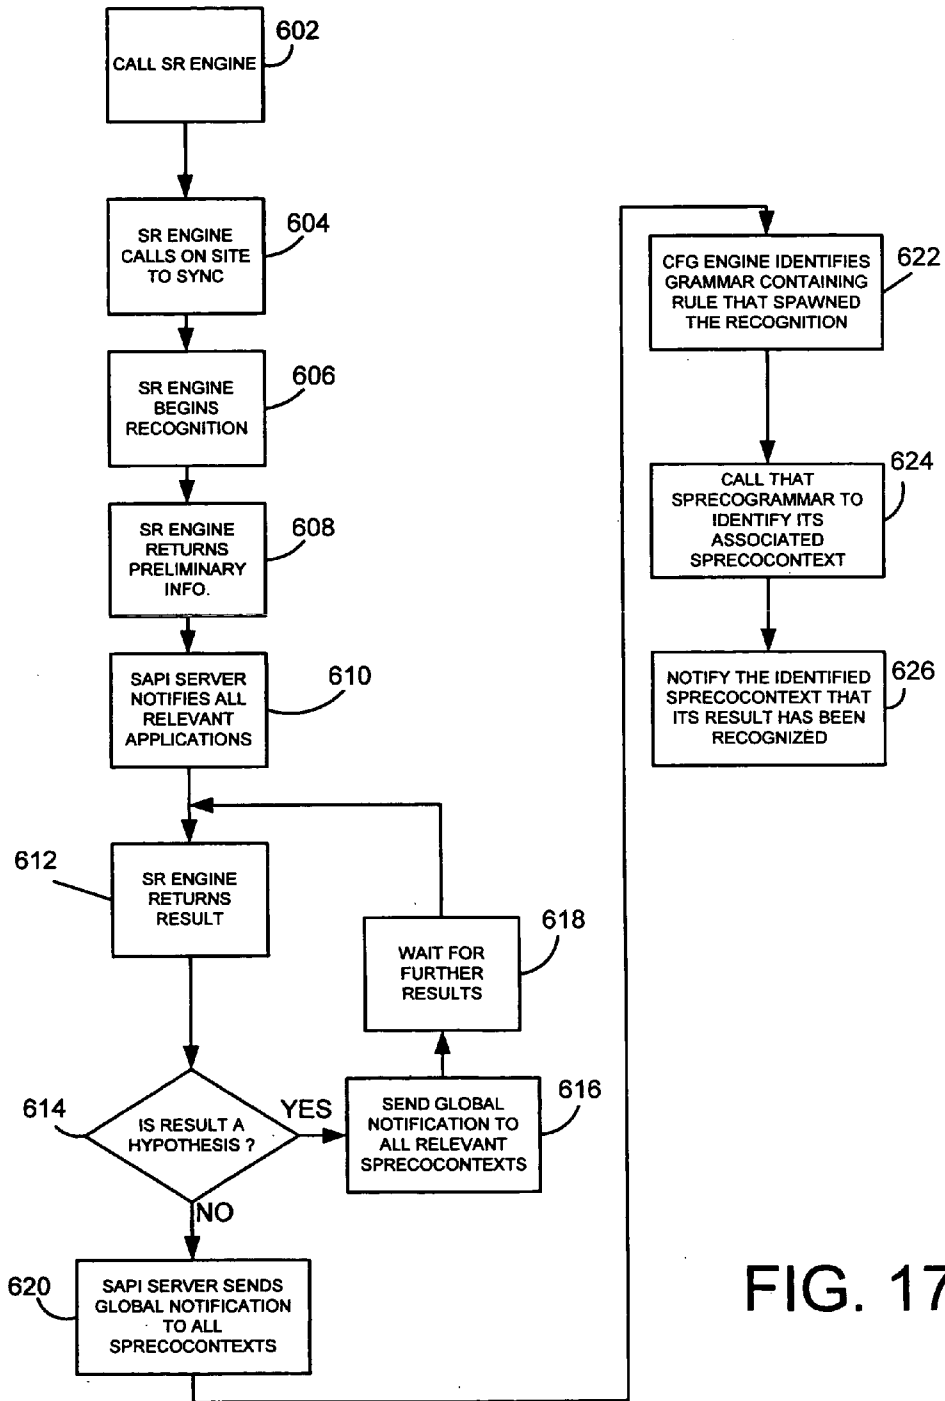 602
CALL SR ENGINE
604
SR ENGINE
CALLS ON SITE
TO SYNC
606
SR ENGINE
BEGINS
RECOGNITION
608
SR ENGINE
RETURNS
PRELIMINARY
INFO.
610
SAPI SERVER
NOTIFIES ALL
RELEVANT
APPLICATIONS
612
SR ENGINE
RETURNS
RESULT
614
IS RESULT A
HYPOTHESIS ?
YES
NO
616
SEND GLOBAL
NOTIFICATION TO
ALL RELEVANT
SPRECOCONTEXTS
618
WAIT FOR
FURTHER
RESULTS
620
SAPI SERVER SENDS
GLOBAL NOTIFICATION
TO ALL
SPRECOCONTEXTS
622
CFG ENGINE IDENTIFIES
GRAMMAR CONTAINING
RULE THAT SPAWNED
THE RECOGNITION
624
CALL THAT
SPRECOGRAMMAR TO
IDENTIFY ITS
ASSOCIATED
SPRECOCONTEXT
626
NOTIFY THE IDENTIFIED
SPRECOCONTEXT THAT
ITS RESULT HAS BEEN
RECOGNIZED
FIG. 17